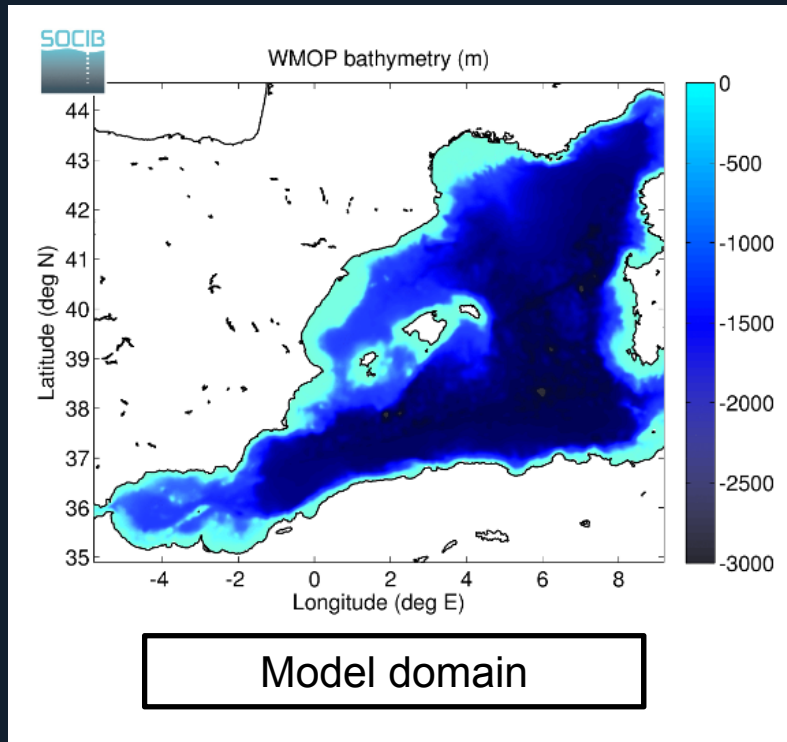 SOCIB
WMOP bathymetry (m)
44
43
42
41
40
39
38
37
36
35
Latitude (deg N)
-4 -2 0 2 4 6 8
Longitude (deg E)
0
-500
-1000
-1500
-2000
-2500
-3000
Model domain